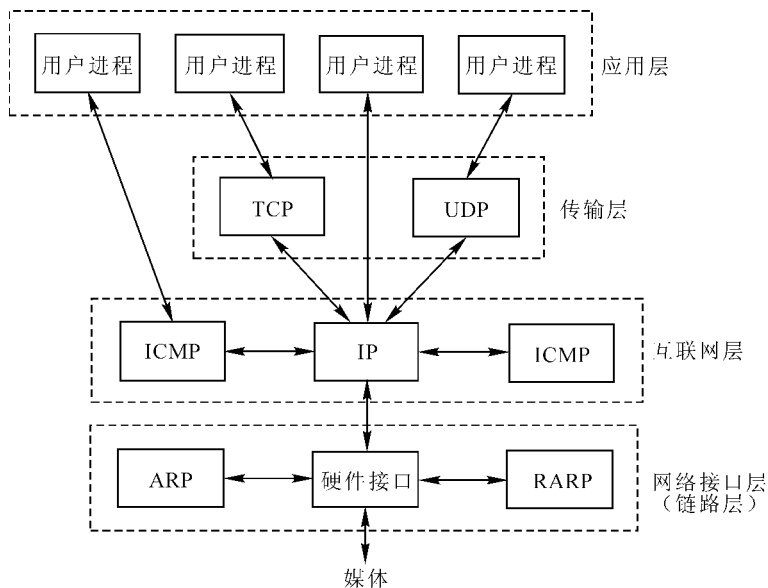 用户进程 用户进程 用户进程 用户进程 应用层
TCP UDP 传输层
ICMP IP ICMP 互联网层
ARP 硬件接口 RARP 网络接口层
（链路层）
媒体